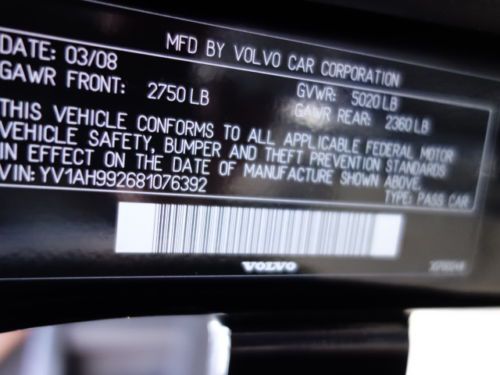 MFD BY VOLVO CAR CORPORATION
DATE: 03/08
GVWR: 5020 LB
GAWR FRONT: 2750 LB
GAWR REAR: 2360 LB
THIS VEHICLE CONFORMS TO ALL APPLICABLE FEDERAL MOTOR
VEHICLE SAFETY, BUMPER AND THEFT PREVENTION STANDARDS
IN EFFECT ON THE DATE OF MANUFACTURE SHOWN ABOVE.
VIN: YV1AH992681076392
TYPE: PASS CAR
VOLVO